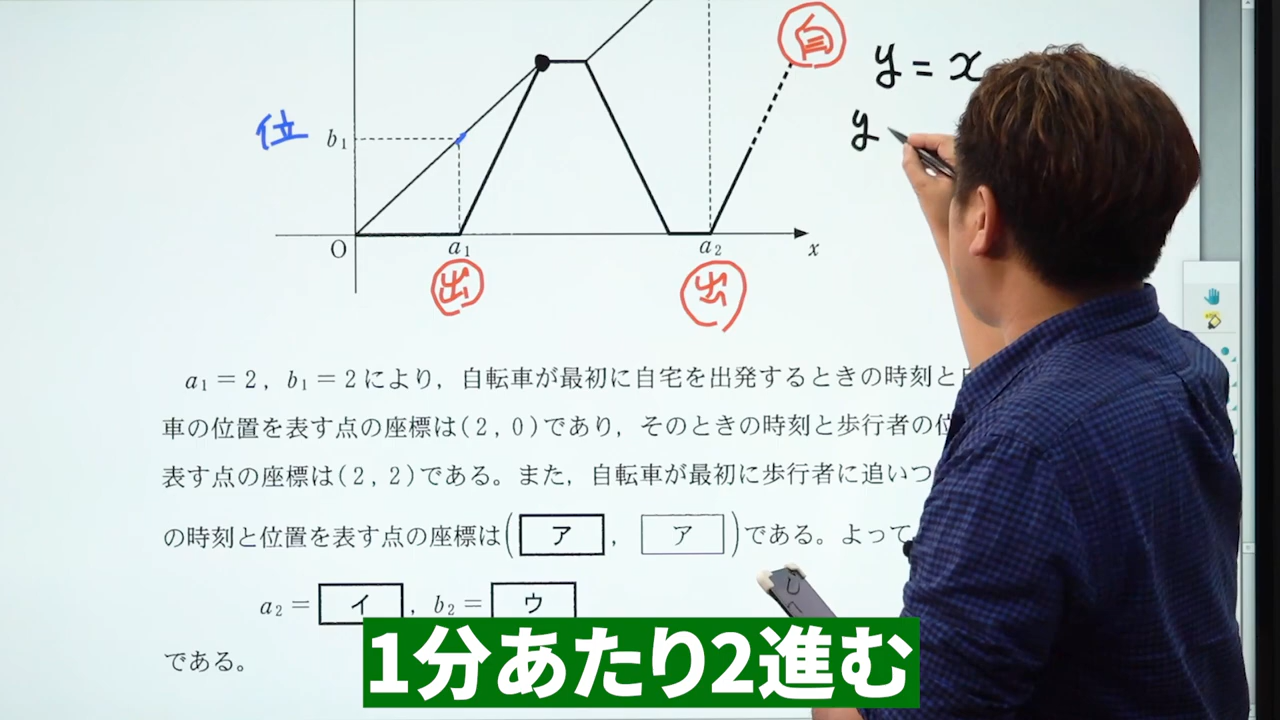 自
y = x
y
位
b₁
O
a₁
a₂
x
出
出
a₁ = 2, b₁ = 2 により，自転車が最初に自宅を出発するときの時刻と
車の位置を表す点の座標は(2, 0)であり，そのときの時刻と歩行者の位
表す点の座標は(2, 2)である。また，自転車が最初に歩行者に追いつ
の時刻と位置を表す点の座標は(ア, ア)である。よって
a₂ = イ, b₂ = ウ
である。
1分あたり2進む